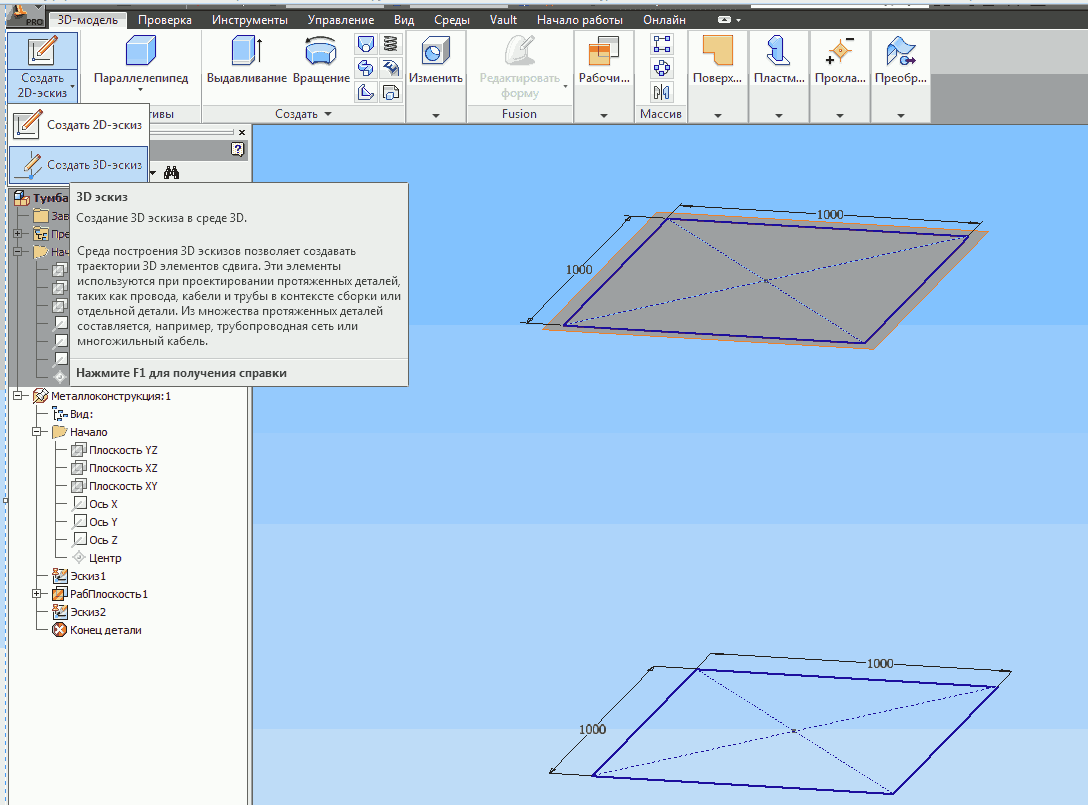 PRO
3D-модель Проверка Инструменты Управление Вид Среды Vault Начало работы Онлайн
Создать 2D-эскиз
Параллелепипед
Выдавливание
Вращение
Изменить
Редактировать форму
Рабочи...
Поверх...
Пластм...
Прокла...
Преобр...
ивы
Создать
Fusion
Массив
Создать 2D-эскиз
Создать 3D-эскиз
3D эскиз
Создание 3D эскиза в среде 3D.
Среда построения 3D эскизов позволяет создавать
траектории 3D элементов сдвига. Эти элементы
используются при проектировании протяженных деталей,
таких как провода, кабели и трубы в контексте сборки или
отдельной детали. Из множества протяженных деталей
составляется, например, трубопроводная сеть или
многожильный кабель.
Нажмите F1 для получения справки
Тумба
Зав
Пре
Нач
Металлоконструкция:1
Вид:
Начало
Плоскость YZ
Плоскость XZ
Плоскость XY
Ось X
Ось Y
Ось Z
Центр
Эскиз1
РабПлоскость1
Эскиз2
Конец детали
1000
1000
1000
1000